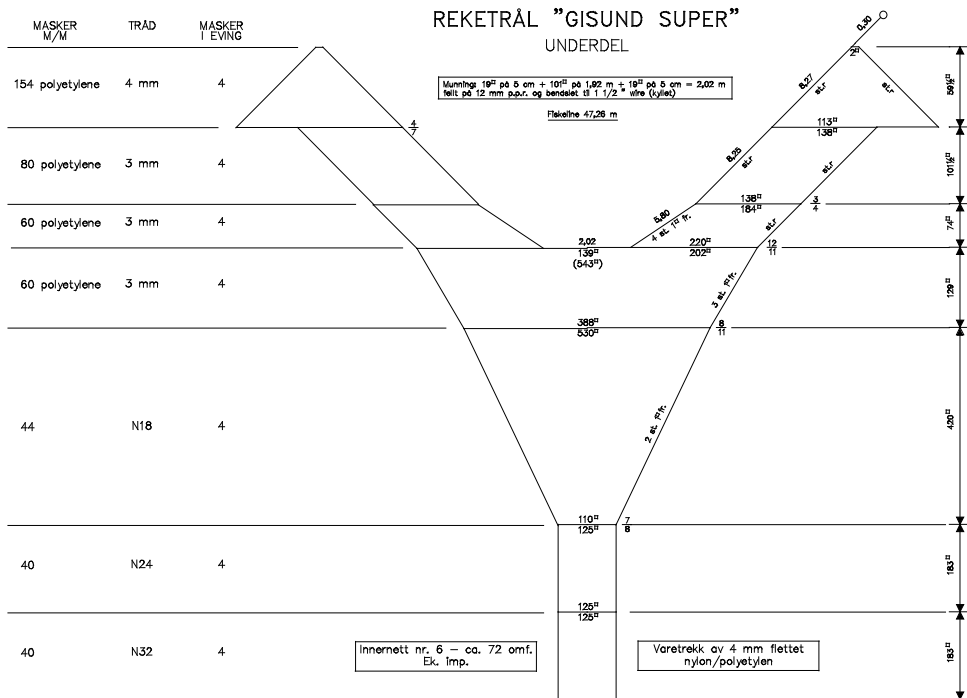 REKETRÅL "GISUND SUPER"
UNDERDEL
MASKER M/M
TRÅD
MASKER I EVING
154 polyetylene 4 mm 4
80 polyetylene 3 mm 4
60 polyetylene 3 mm 4
60 polyetylene 3 mm 4
44 N18 4
40 N24 4
40 N32 4
Munning: 19¤ på 5 cm + 101¤ på 1,92 m + 19¤ på 5 cm = 2,02 m
fellt på 12 mm p.p.r. og bendslet til 1 1/2 " wire (kyllet)
Fiskeline 47,26 m
0,30
2¤
8,27
str
str
59½¤
4
7
113¤
138¤
8,25
str
str
101½¤
138¤
184¤
3
4
5,80
4 st. 1¤ fr.
str
74¤
2,02
139¤
(543¤)
220¤
202¤
12
11
3 st. 1¤fr.
129¤
388¤
530¤
8
11
2 st. 1¤ fr.
420¤
110¤
125¤
7
8
183¤
125¤
125¤
183¤
Innernett nr. 6 – ca. 72 omf.
Ek. Imp.
Varetrekk av 4 mm flettet
nylon/polyetylen